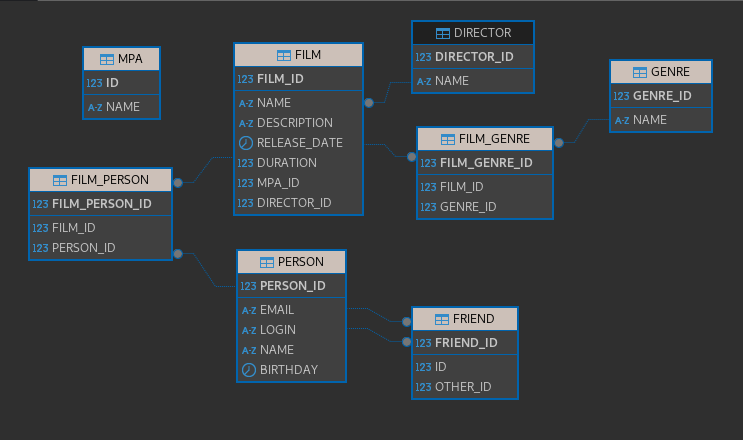 MPA
123 ID
A-Z NAME
FILM
123 FILM_ID
A-Z NAME
A-Z DESCRIPTION
RELEASE_DATE
123 DURATION
123 MPA_ID
123 DIRECTOR_ID
DIRECTOR
123 DIRECTOR_ID
A-Z NAME
GENRE
123 GENRE_ID
A-Z NAME
FILM_GENRE
123 FILM_GENRE_ID
123 FILM_ID
123 GENRE_ID
FILM_PERSON
123 FILM_PERSON_ID
123 FILM_ID
123 PERSON_ID
PERSON
123 PERSON_ID
A-Z EMAIL
A-Z LOGIN
A-Z NAME
BIRTHDAY
FRIEND
123 FRIEND_ID
123 ID
123 OTHER_ID